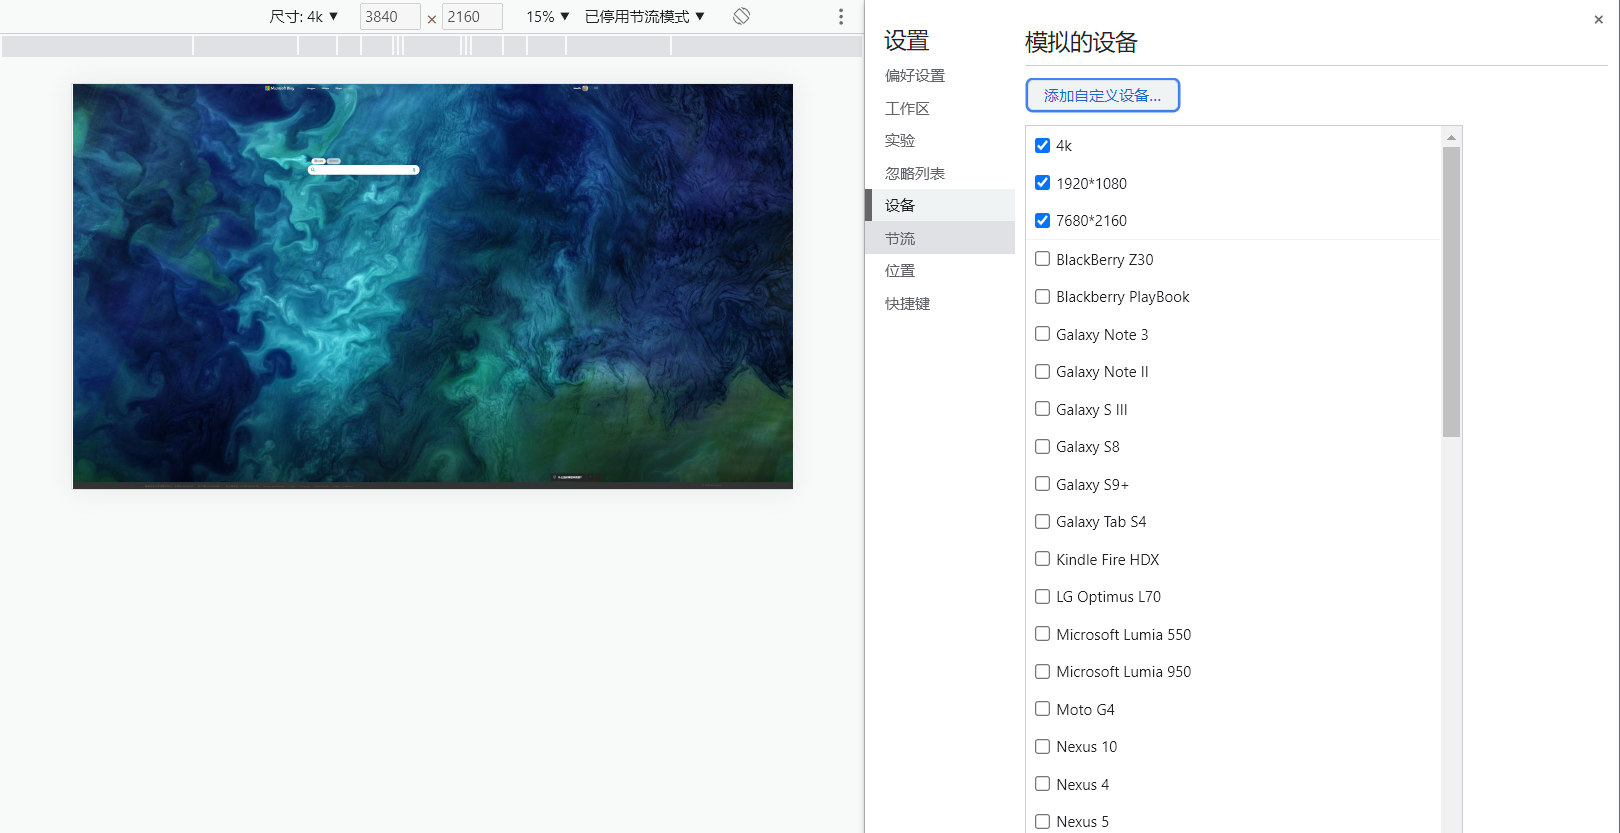 尺寸: 4k ▼ 3840 × 2160 15% ▼ 已停用节流模式 ▼
Microsoft Bing
设置
偏好设置
工作区
实验
忽略列表
设备
节流
位置
快捷键
模拟的设备
添加自定义设备...
4k
1920*1080
7680*2160
BlackBerry Z30
Blackberry PlayBook
Galaxy Note 3
Galaxy Note II
Galaxy S III
Galaxy S8
Galaxy S9+
Galaxy Tab S4
Kindle Fire HDX
LG Optimus L70
Microsoft Lumia 550
Microsoft Lumia 950
Moto G4
Nexus 10
Nexus 4
Nexus 5